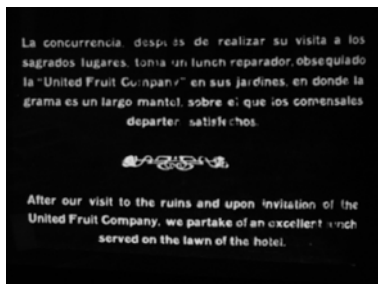 La concurrencia, después de realizar su visita a los
sagrados lugares, toma un lunch reparador, obsequiado
la "United Fruit Company" en sus jardines, en donde la
grama es un largo mantel, sobre el que los comensales
departen satisfechos.
After our visit to the ruins and upon invitation of the
United Fruit Company, we partake of an excellent lunch
served on the lawn of the hotel.